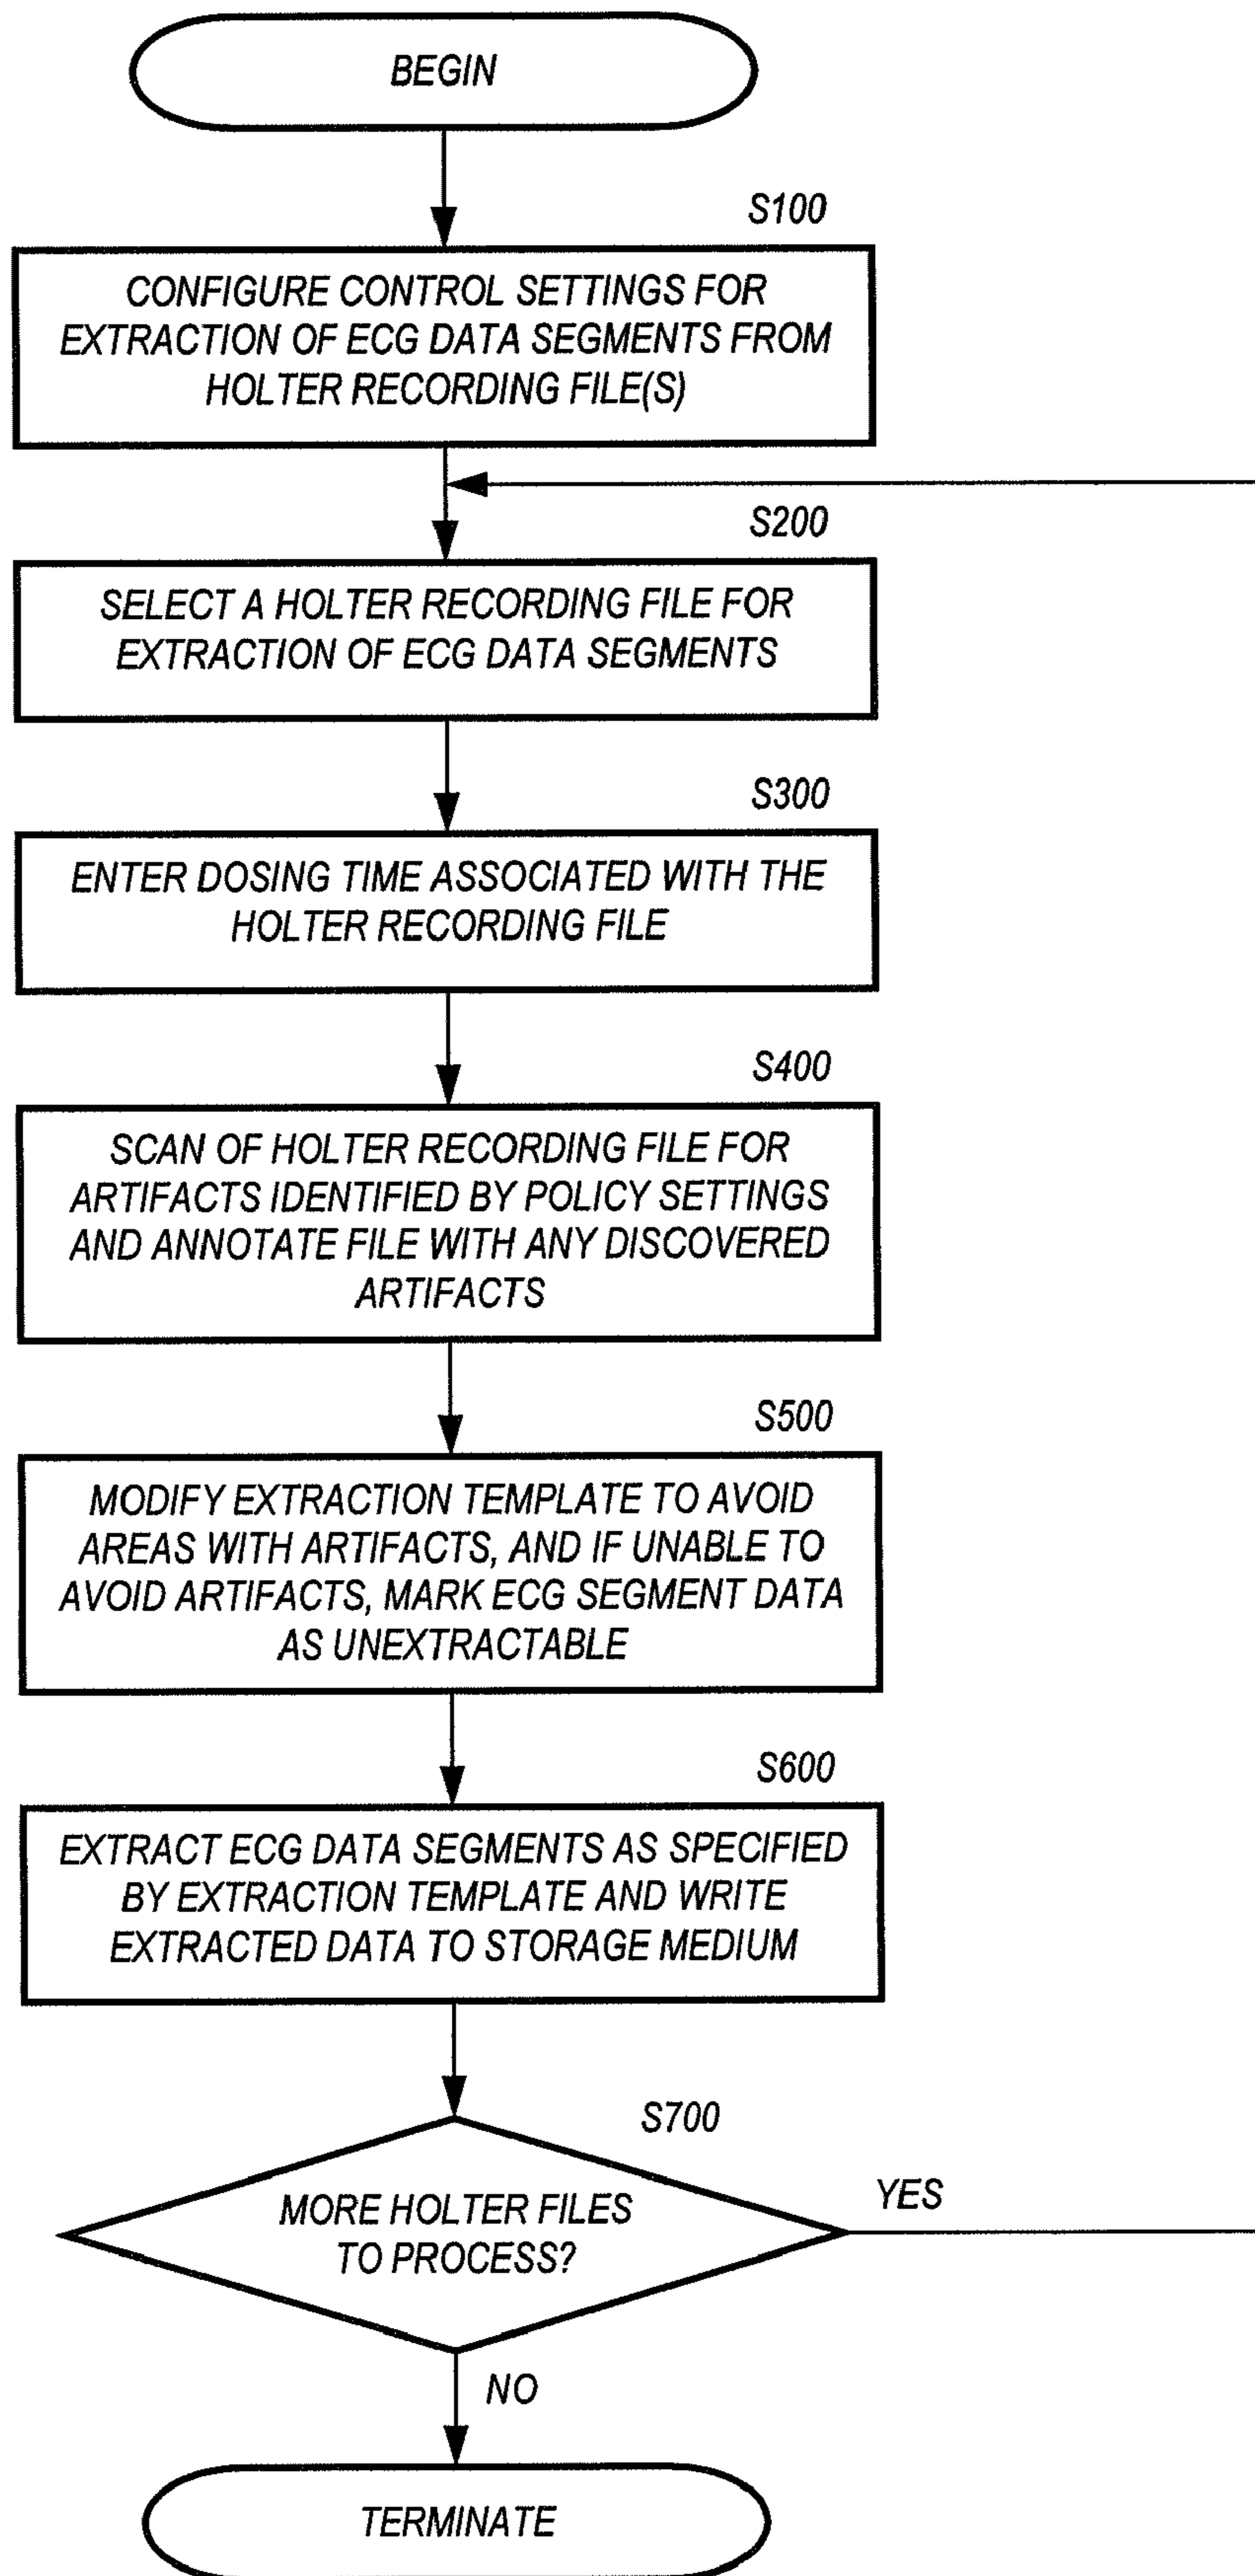 BEGIN
S100
CONFIGURE CONTROL SETTINGS FOR
EXTRACTION OF ECG DATA SEGMENTS FROM
HOLTER RECORDING FILE(S)
S200
SELECT A HOLTER RECORDING FILE FOR
EXTRACTION OF ECG DATA SEGMENTS
S300
ENTER DOSING TIME ASSOCIATED WITH THE
HOLTER RECORDING FILE
S400
SCAN OF HOLTER RECORDING FILE FOR
ARTIFACTS IDENTIFIED BY POLICY SETTINGS
AND ANNOTATE FILE WITH ANY DISCOVERED
ARTIFACTS
S500
MODIFY EXTRACTION TEMPLATE TO AVOID
AREAS WITH ARTIFACTS, AND IF UNABLE TO
AVOID ARTIFACTS, MARK ECG SEGMENT DATA
AS UNEXTRACTABLE
S600
EXTRACT ECG DATA SEGMENTS AS SPECIFIED
BY EXTRACTION TEMPLATE AND WRITE
EXTRACTED DATA TO STORAGE MEDIUM
S700
MORE HOLTER FILES
TO PROCESS?
YES
NO
TERMINATE